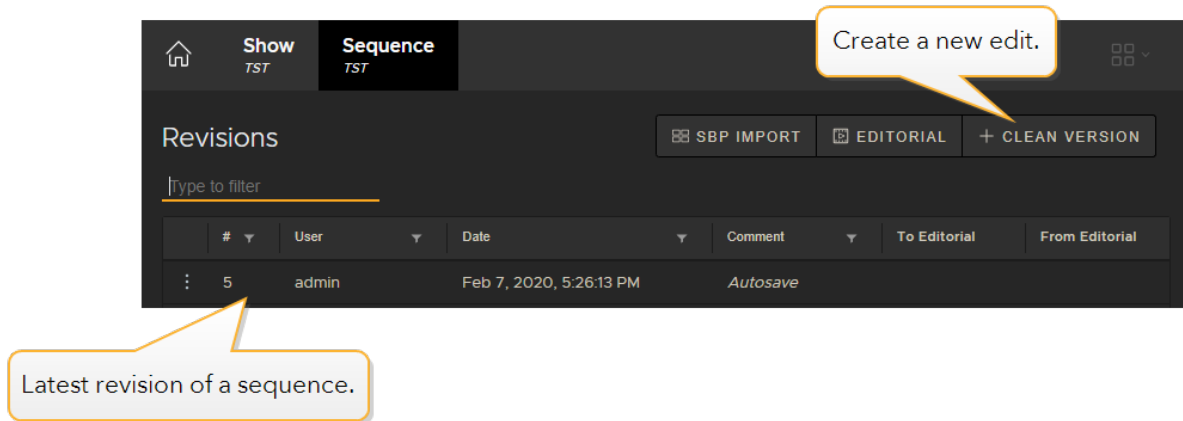 Create a new edit.
Show
TST
Sequence
TST
Revisions
SBP IMPORT
EDITORIAL
+ CLEAN VERSION
Type to filter
# User Date Comment To Editorial From Editorial
5 admin Feb 7, 2020, 5:26:13 PM Autosave
Latest revision of a sequence.